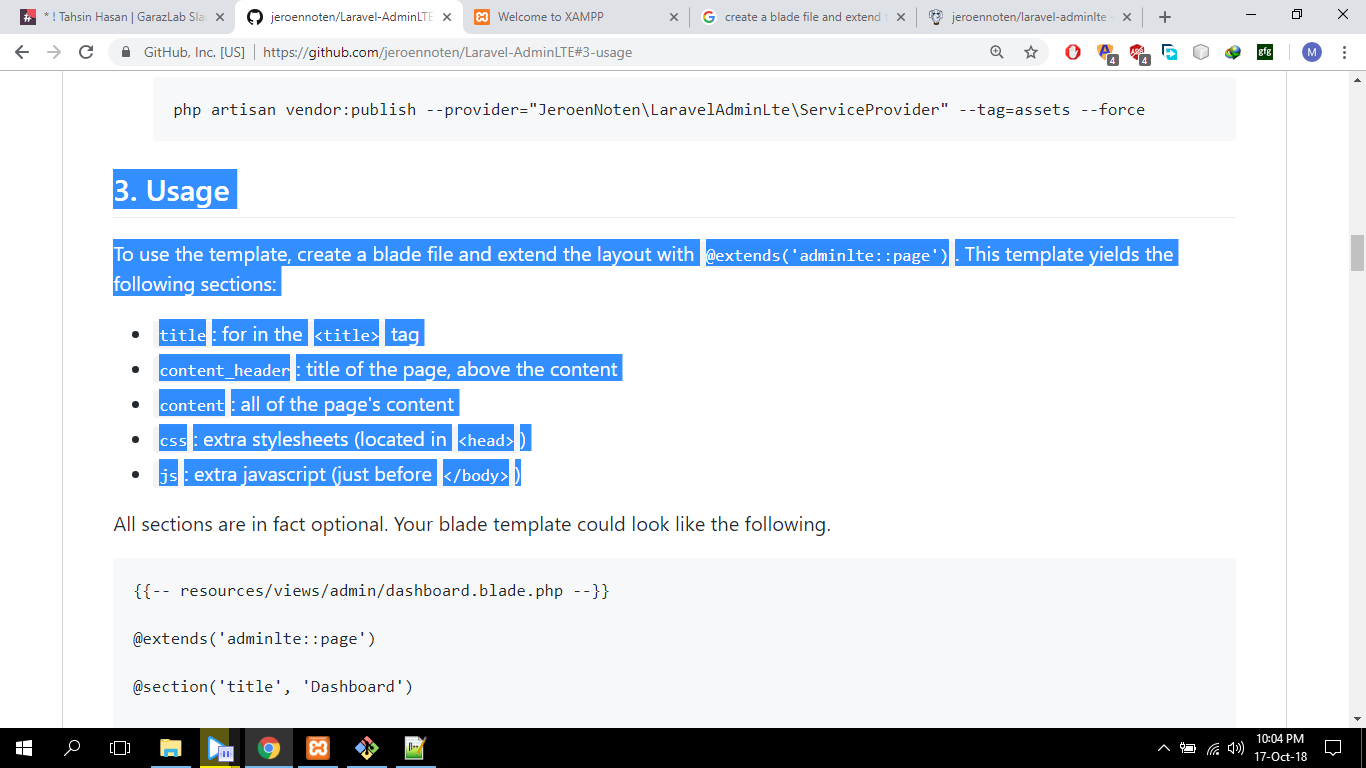 * ! Tahsin Hasan | GarazLab Sla
jeroennoten/Laravel-AdminLTE
Welcome to XAMPP
create a blade file and extend t
jeroennoten/laravel-adminlte -
GitHub, Inc. [US] | https://github.com/jeroennoten/Laravel-AdminLTE#3-usage
4
4
gfg
M
php artisan vendor:publish --provider="JeroenNoten\LaravelAdminLte\ServiceProvider" --tag=assets --force
3. Usage
To use the template, create a blade file and extend the layout with @extends('adminlte::page') . This template yields the
following sections:
title : for in the <title> tag
content_header : title of the page, above the content
content : all of the page's content
css : extra stylesheets (located in <head> )
js : extra javascript (just before </body> )
All sections are in fact optional. Your blade template could look like the following.
{{-- resources/views/admin/dashboard.blade.php --}}
@extends('adminlte::page')
@section('title', 'Dashboard')
10:04 PM
17-Oct-18